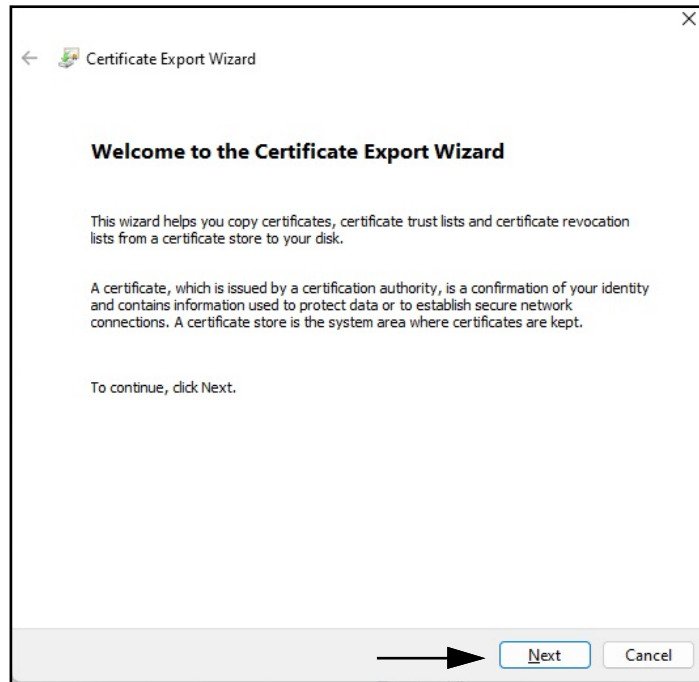 Certificate Export Wizard
Welcome to the Certificate Export Wizard
This wizard helps you copy certificates, certificate trust lists and certificate revocation
lists from a certificate store to your disk.
A certificate, which is issued by a certification authority, is a confirmation of your identity
and contains information used to protect data or to establish secure network
connections. A certificate store is the system area where certificates are kept.
To continue, click Next.
Next Cancel